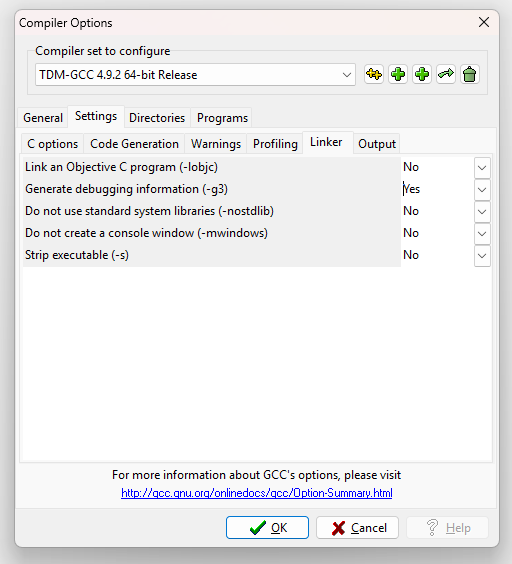 Compiler Options
Compiler set to configure
TDM-GCC 4.9.2 64-bit Release
General Settings Directories Programs
C options Code Generation Warnings Profiling Linker Output
Link an Objective C program (-lobjc) No
Generate debugging information (-g3) Yes
Do not use standard system libraries (-nostdlib) No
Do not create a console window (-mwindows) No
Strip executable (-s) No
For more information about GCC's options, please visit
http://gcc.gnu.org/onlinedocs/gcc/Option-Summary.html
OK Cancel ? Help